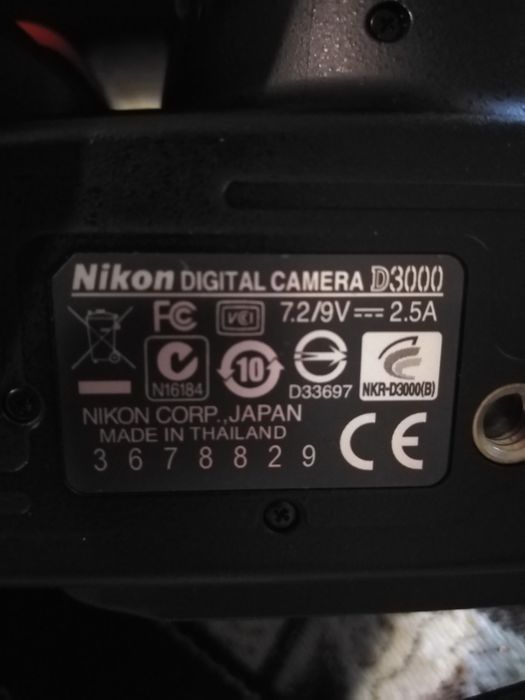 Nikon DIGITAL CAMERA D3000
FC VCI 7.2/9V 2.5A
N16184 10 D33697 NKR-D3000(B)
NIKON CORP.,JAPAN
MADE IN THAILAND
3678829 CE